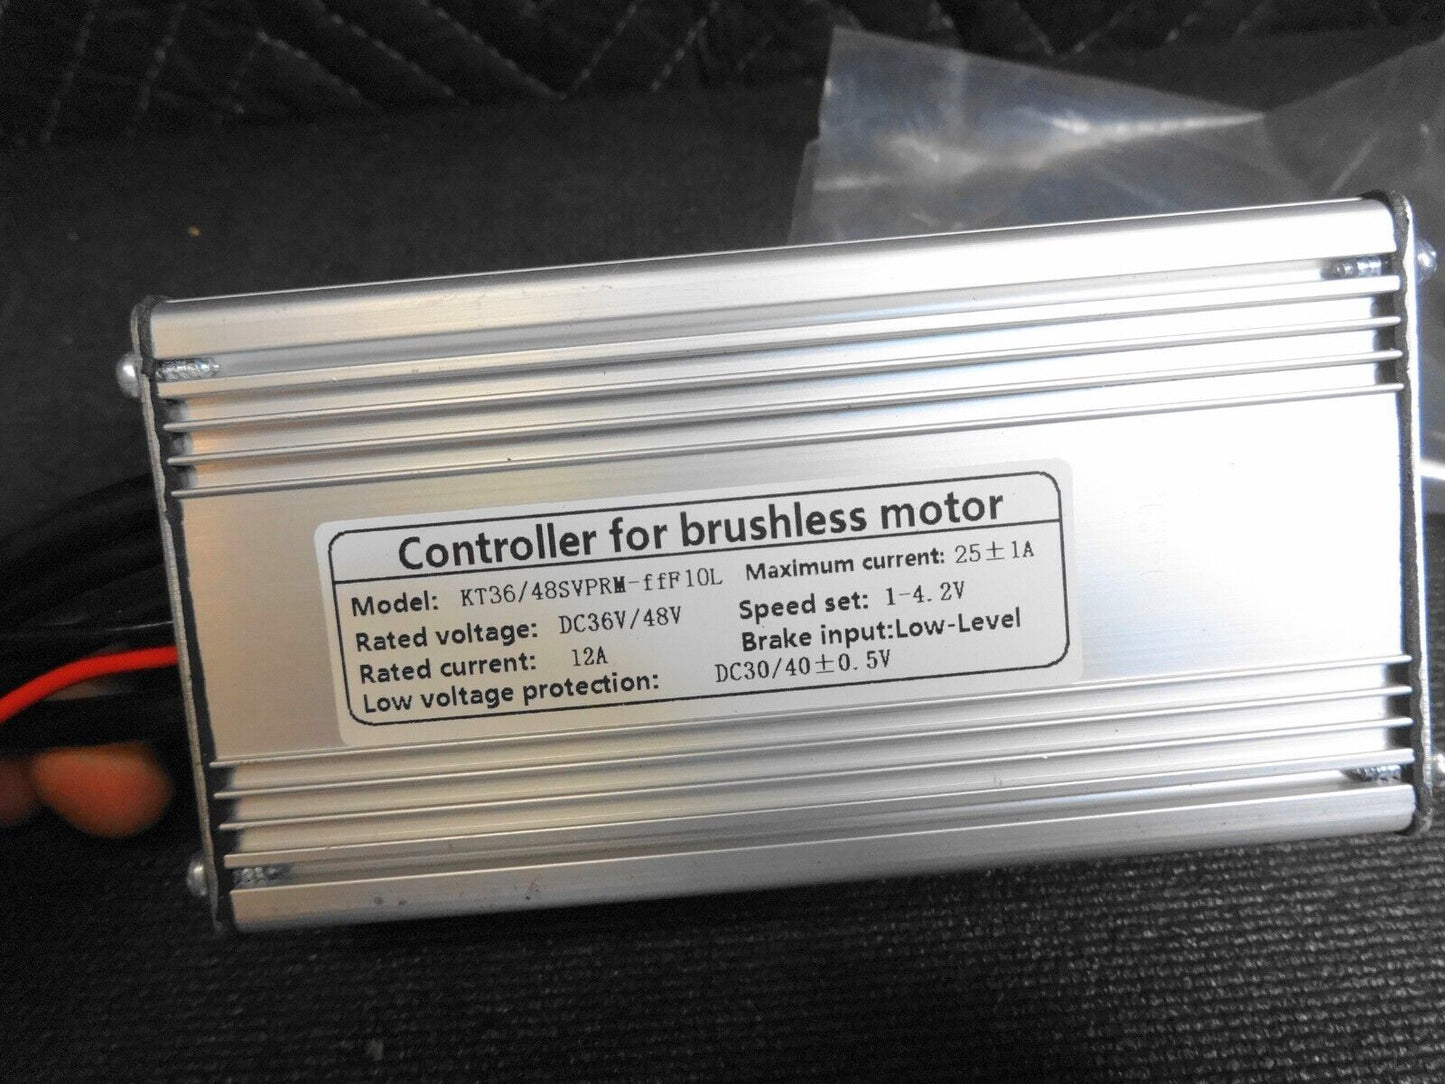 Controller for brushless motor
Model: KT36/48SVPRM-ffF10L Maximum current: 25±1A
Rated voltage: DC36V/48V Speed set: 1-4.2V
Rated current: 12A Brake input:Low-Level
Low voltage protection: DC30/40±0.5V